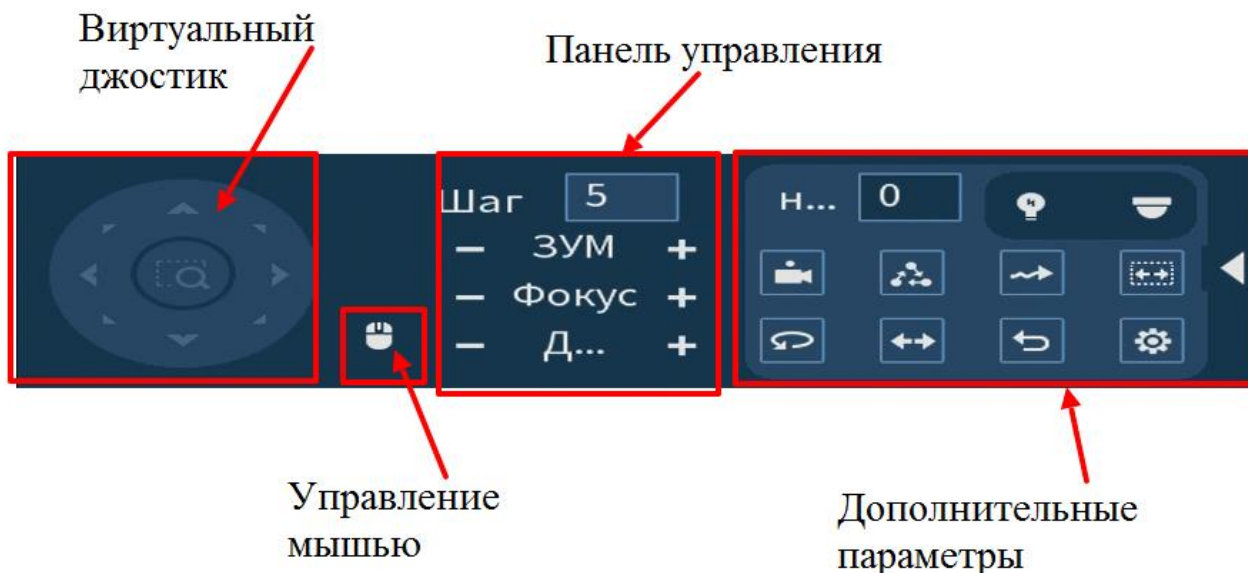 Виртуальный
джостик
Панель управления
Шаг 5
– ЗУМ +
– Фокус +
– Д... +
н... 0
Управление
мышью
Дополнительные
параметры